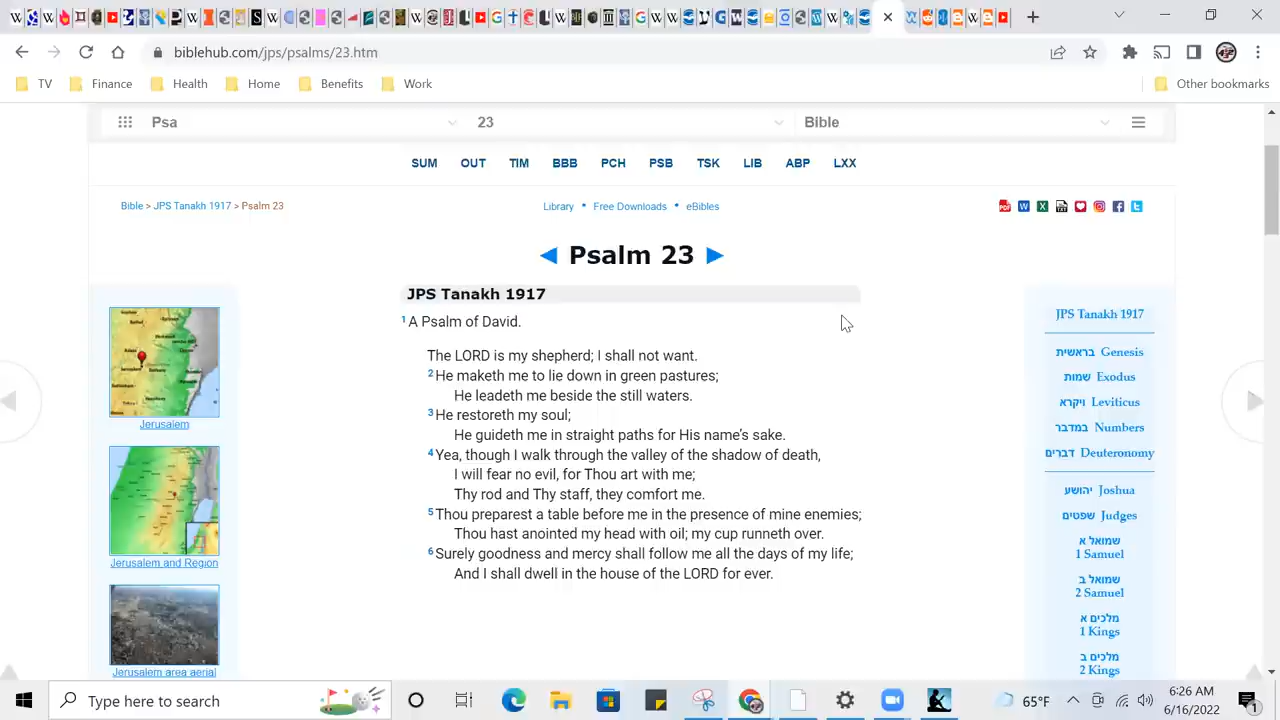 biblehub.com/jps/psalms/23.htm
TV Finance Health Home Benefits Work Other bookmarks
Psa 23 Bible
SUM OUT TIM BBB PCH PSB TSK LIB ABP LXX
Bible > JPS Tanakh 1917 > Psalm 23
Library • Free Downloads • eBibles
◄ Psalm 23 ►
JPS Tanakh 1917
1 A Psalm of David.
The LORD is my shepherd; I shall not want.
2 He maketh me to lie down in green pastures;
He leadeth me beside the still waters.
3 He restoreth my soul;
He guideth me in straight paths for His name's sake.
4 Yea, though I walk through the valley of the shadow of death,
I will fear no evil, for Thou art with me;
Thy rod and Thy staff, they comfort me.
5 Thou preparest a table before me in the presence of mine enemies;
Thou hast anointed my head with oil; my cup runneth over.
6 Surely goodness and mercy shall follow me all the days of my life;
And I shall dwell in the house of the LORD for ever.
Jerusalem
Jerusalem and Region
Jerusalem area aerial
JPS Tanakh 1917
בראשית Genesis
שמות Exodus
ויקרא Leviticus
במדבר Numbers
דברים Deuteronomy
יהושע Joshua
שפטים Judges
שמואל א
1 Samuel
שמואל ב
2 Samuel
מלכים א
1 Kings
מלכים ב
2 Kings
Type here to search
65°F
6:26 AM
6/16/2022